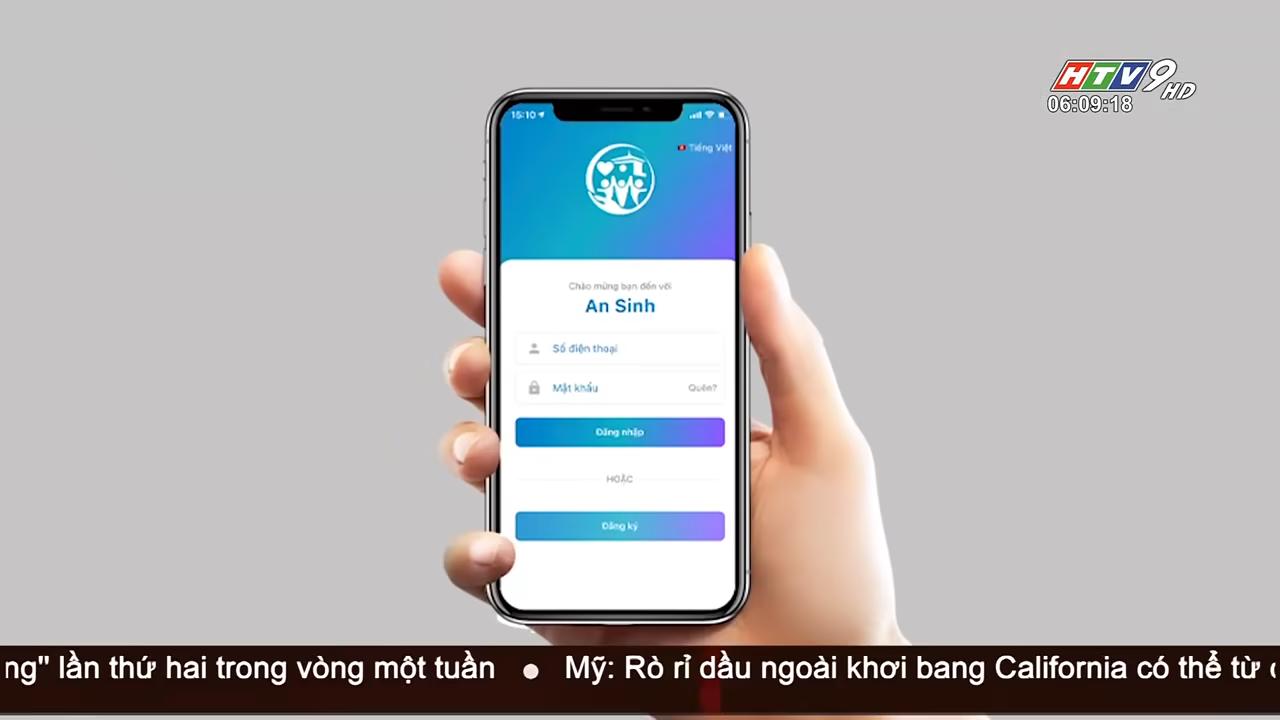 HTV9 HD
06:09:18
15:10
Tiếng Việt
Chào mừng bạn đến với
An Sinh
Số điện thoại
Mật khẩu Quên?
Đăng nhập
HOẶC
Đăng ký
ng" lần thứ hai trong vòng một tuần ● Mỹ: Rò rỉ dầu ngoài khơi bang California có thể từ